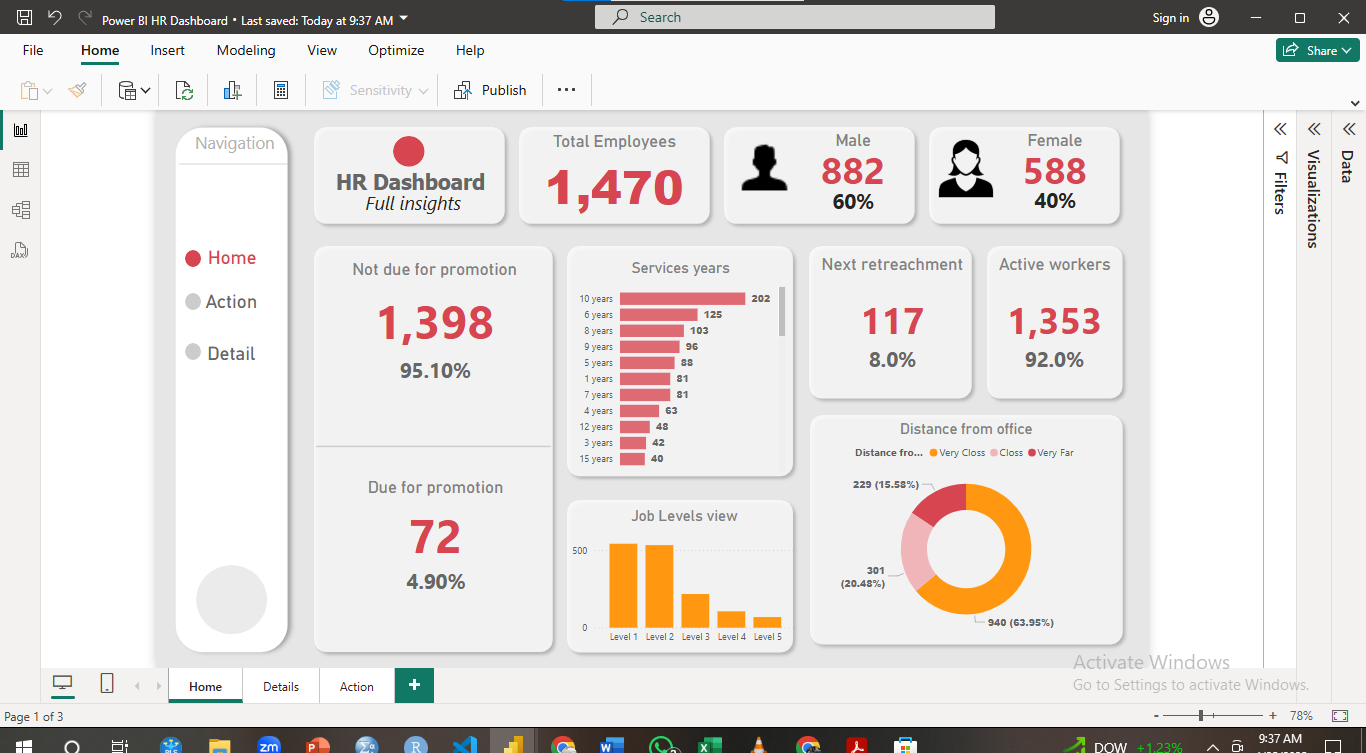 Power BI HR Dashboard • Last saved: Today at 9:37 AM
Search
Sign in
File
Home
Insert
Modeling
View
Optimize
Help
Share
Sensitivity
Publish
Navigation
Home
Action
Detail
HR Dashboard
Full insights
Total Employees
1,470
Male
882
60%
Female
588
40%
Not due for promotion
1,398
95.10%
Due for promotion
72
4.90%
Services years
10 years 202
6 years 125
8 years 103
9 years 96
5 years 88
1 years 81
7 years 81
4 years 63
12 years 48
3 years 42
15 years 40
Job Levels view
500
0
Level 1 Level 2 Level 3 Level 4 Level 5
Next retreachment
117
8.0%
Active workers
1,353
92.0%
Distance from office
Distance fro... Very Closs Closs Very Far
229 (15.58%)
301
(20.48%)
940 (63.95%)
Filters
Visualizations
Data
DAX
Activate Windows
Go to Settings to activate Windows.
Home
Details
Action
+
Page 1 of 3
- + 78%
zm
DOW +1.23%
9:37 AM